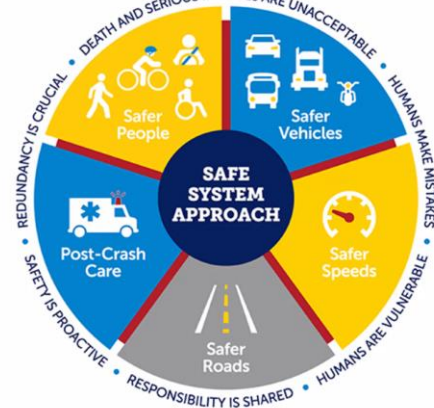 DEATH AND SERIOUS ARE UNACCEPTABLE
HUMANS MAKE MISTAKES
HUMANS ARE VULNERABLE
RESPONSIBILITY IS SHARED
SAFETY IS PROACTIVE
REDUNDANCY IS CRUCIAL
Safer
People
Safer
Vehicles
SAFE
SYSTEM
APPROACH
Post-Crash
Care
Safer
Speeds
Safer
Roads